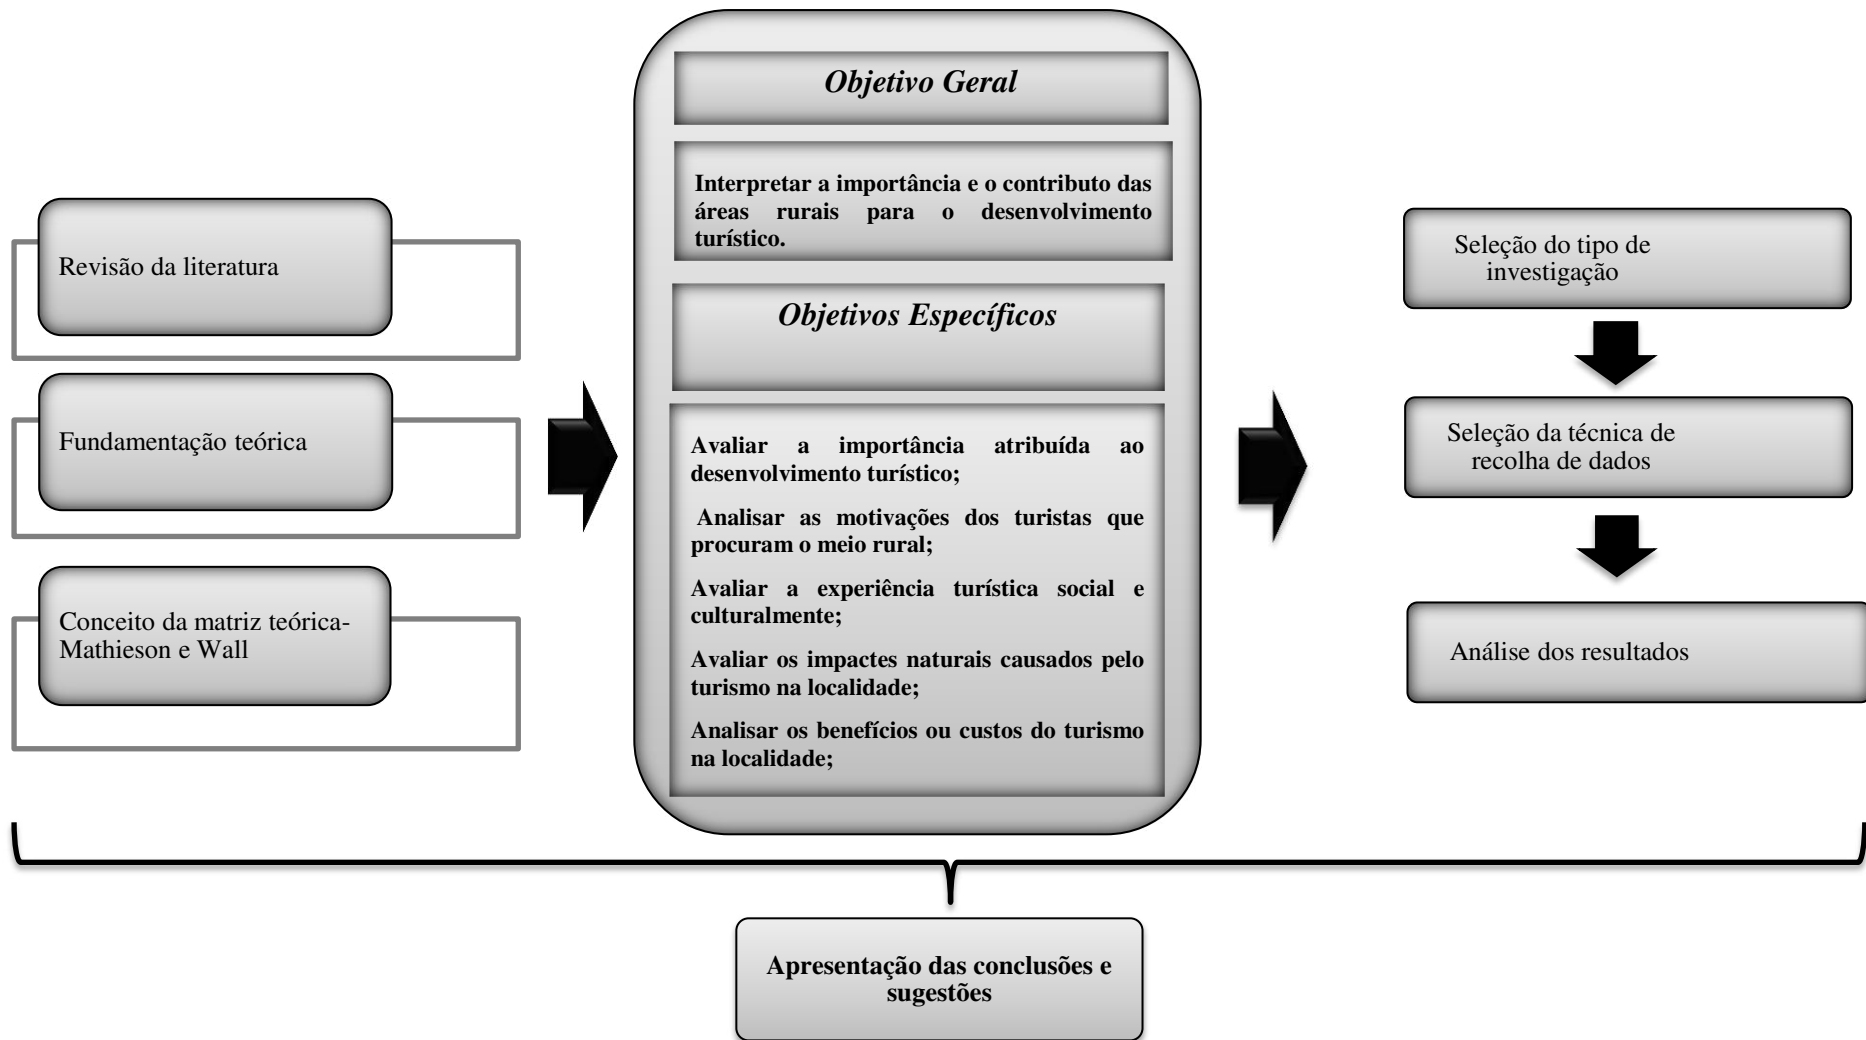 Revisão da literatura
Fundamentação teórica
Conceito da matriz teórica-
Mathieson e Wall
Objetivo Geral
Interpretar a importância e o contributo das
áreas rurais para o desenvolvimento
turístico.
Objetivos Específicos
Avaliar a importância atribuída ao
desenvolvimento turístico;
Analisar as motivações dos turistas que
procuram o meio rural;
Avaliar a experiência turística social e
culturalmente;
Avaliar os impactes naturais causados pelo
turismo na localidade;
Analisar os benefícios ou custos do turismo
na localidade;
Seleção do tipo de
investigação
Seleção da técnica de
recolha de dados
Análise dos resultados
Apresentação das conclusões e
sugestões